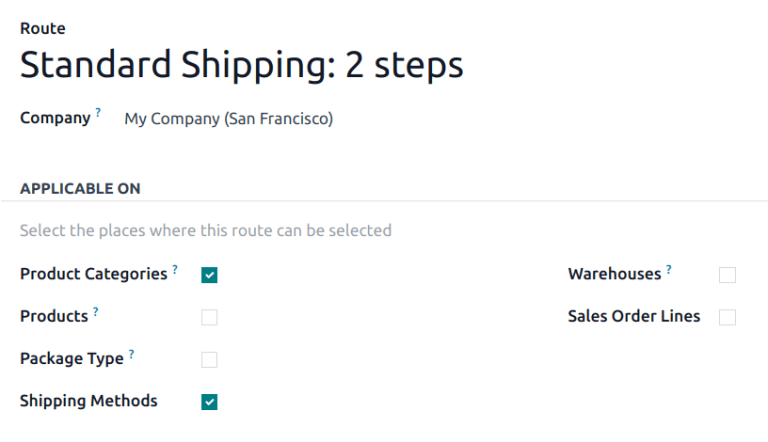 Route
Standard Shipping: 2 steps
Company ? My Company (San Francisco)
APPLICABLE ON
Select the places where this route can be selected
Product Categories ? Warehouses ?
Products ? Sales Order Lines
Package Type ?
Shipping Methods